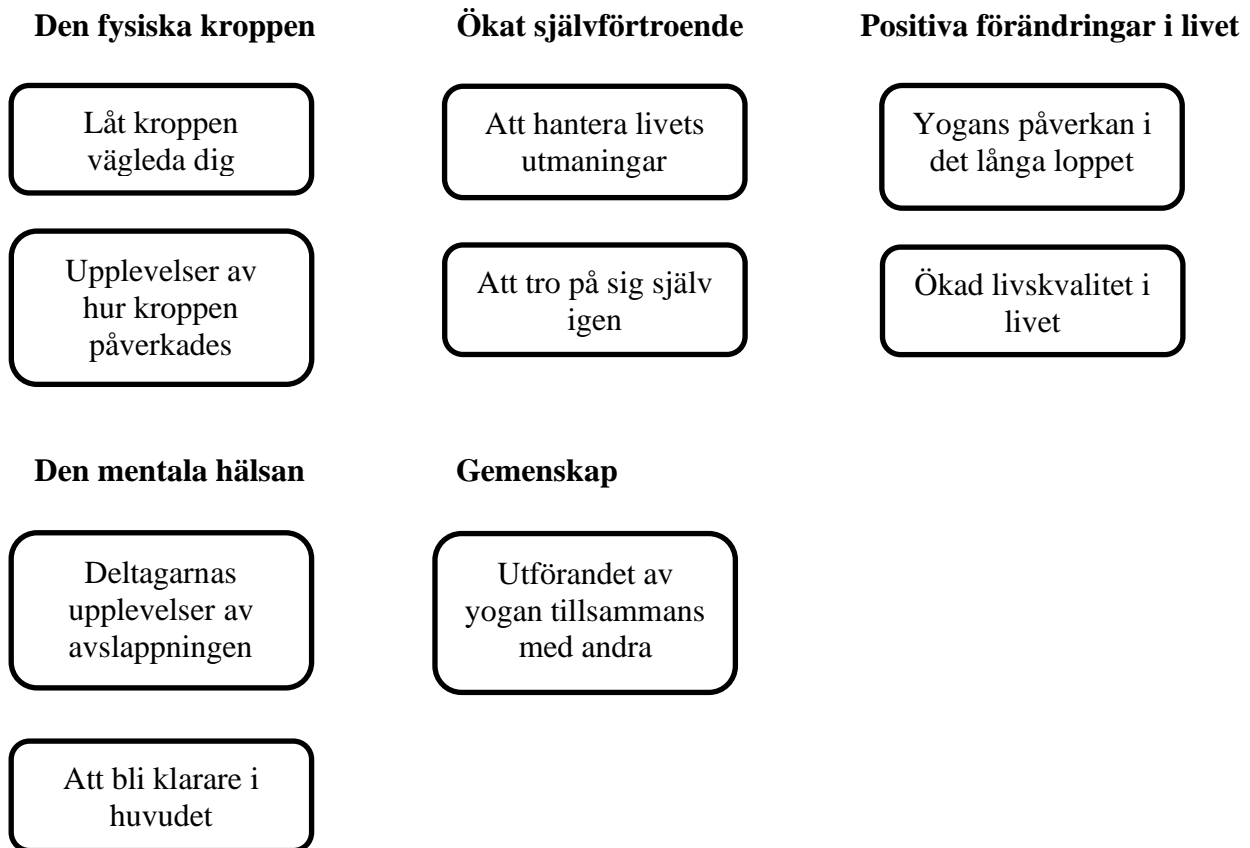 Den fysiska kroppen
Låt kroppen
vägleda dig
Upplevelser av
hur kroppen
påverkades
Ökat självförtroende
Att hantera livets
utmaningar
Att tro på sig själv
igen
Positiva förändringar i livet
Yogans påverkan i
det långa loppet
Ökad livskvalitet i
livet
Den mentala hälsan
Deltagarnas
upplevelser av
avslappningen
Att bli klarare i
huvudet
Gemenskap
Utförandet av
yogan tillsammans
med andra